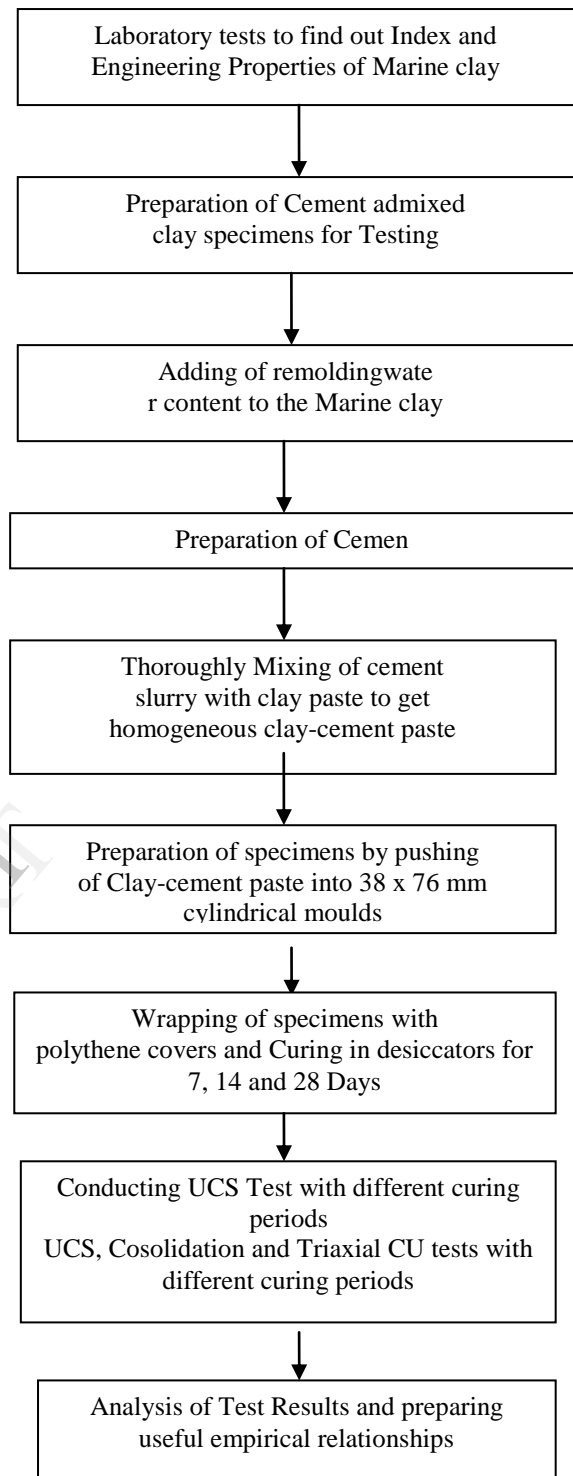 Laboratory tests to find out Index and
Engineering Properties of Marine clay
Preparation of Cement admixed
clay specimens for Testing
Adding of remoldingwate
r content to the Marine clay
Preparation of Cemen
Thoroughly Mixing of cement
slurry with clay paste to get
homogeneous clay-cement paste
Preparation of specimens by pushing
of Clay-cement paste into 38 x 76 mm
cylindrical moulds
Wrapping of specimens with
polythene covers and Curing in desiccators for
7, 14 and 28 Days
Conducting UCS Test with different curing
periods
UCS, Cosolidation and Triaxial CU tests with
different curing periods
Analysis of Test Results and preparing
useful empirical relationships